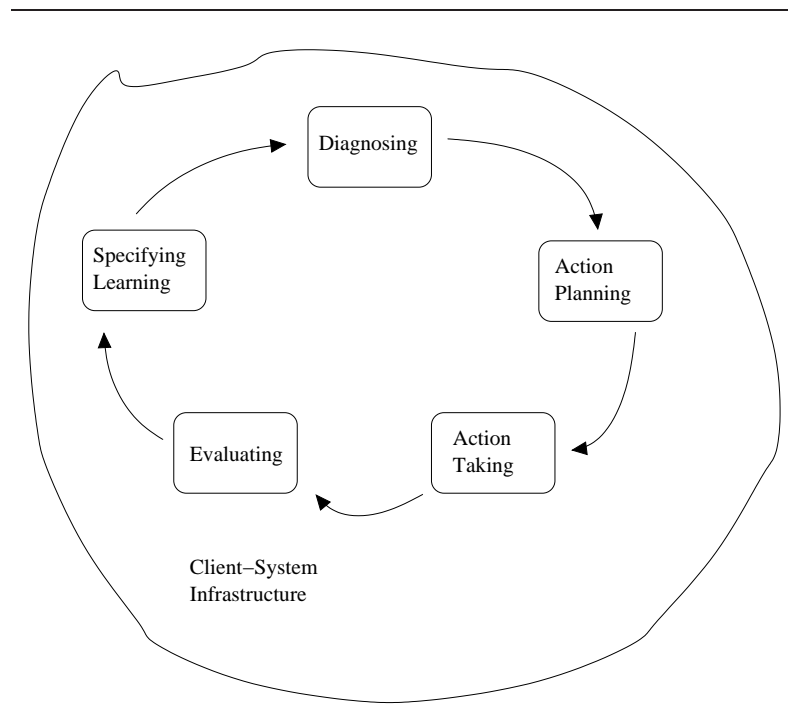 Diagnosing
Action
Planning
Action
Taking
Evaluating
Specifying
Learning
Client–System
Infrastructure